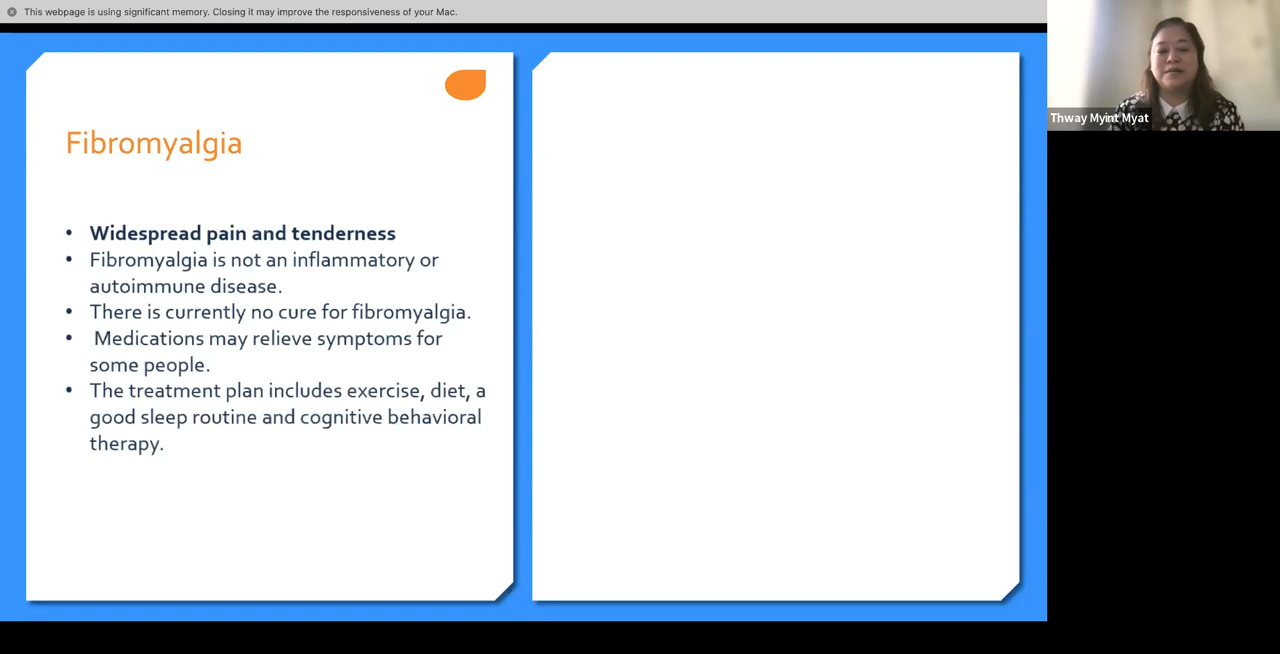 This webpage is using significant memory. Closing it may improve the responsiveness of your Mac.
Fibromyalgia
• Widespread pain and tenderness
• Fibromyalgia is not an inflammatory or
autoimmune disease.
• There is currently no cure for fibromyalgia.
• Medications may relieve symptoms for
some people.
• The treatment plan includes exercise, diet, a
good sleep routine and cognitive behavioral
therapy.
Thway Myint Myat